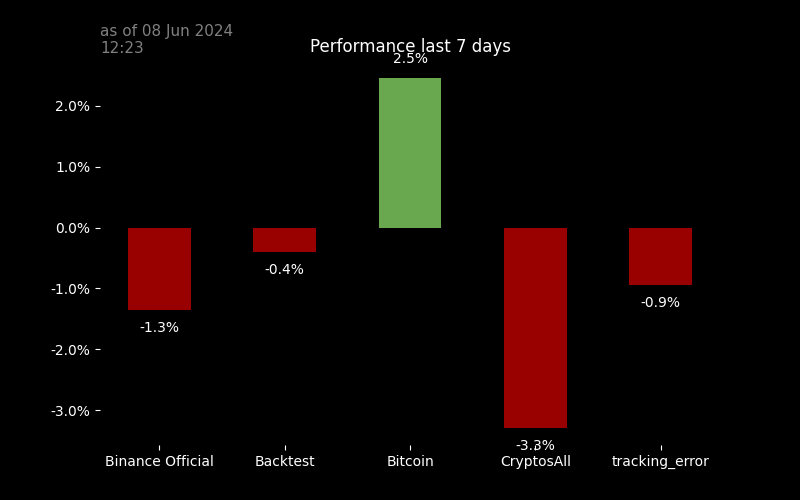 as of 08 Jun 2024
12:23
Performance last 7 days
2.5%
2.0%
1.0%
0.0%
-1.0%
-2.0%
-3.0%
-1.3%
-0.4%
-3.3%
-0.9%
Binance Official
Backtest
Bitcoin
CryptosAll
tracking_error